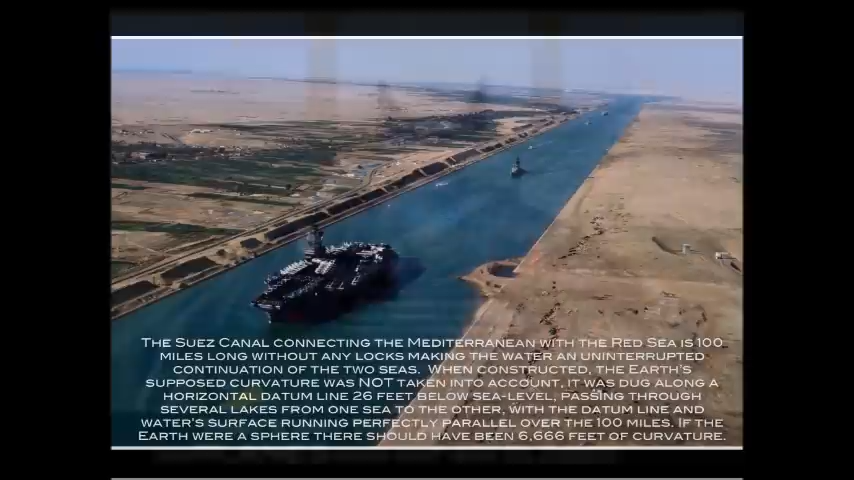 The Suez Canal connecting the Mediterranean with the Red Sea is 100
miles long without any locks making the water an uninterrupted
continuation of the two seas. When constructed, the Earth's
supposed curvature was NOT taken into account, it was dug along a
horizontal datum line 26 feet below sea-level, passing through
several lakes from one sea to the other, with the datum line and
water's surface running perfectly parallel over the 100 miles. If the
Earth were a sphere there should have been 6,666 feet of curvature.